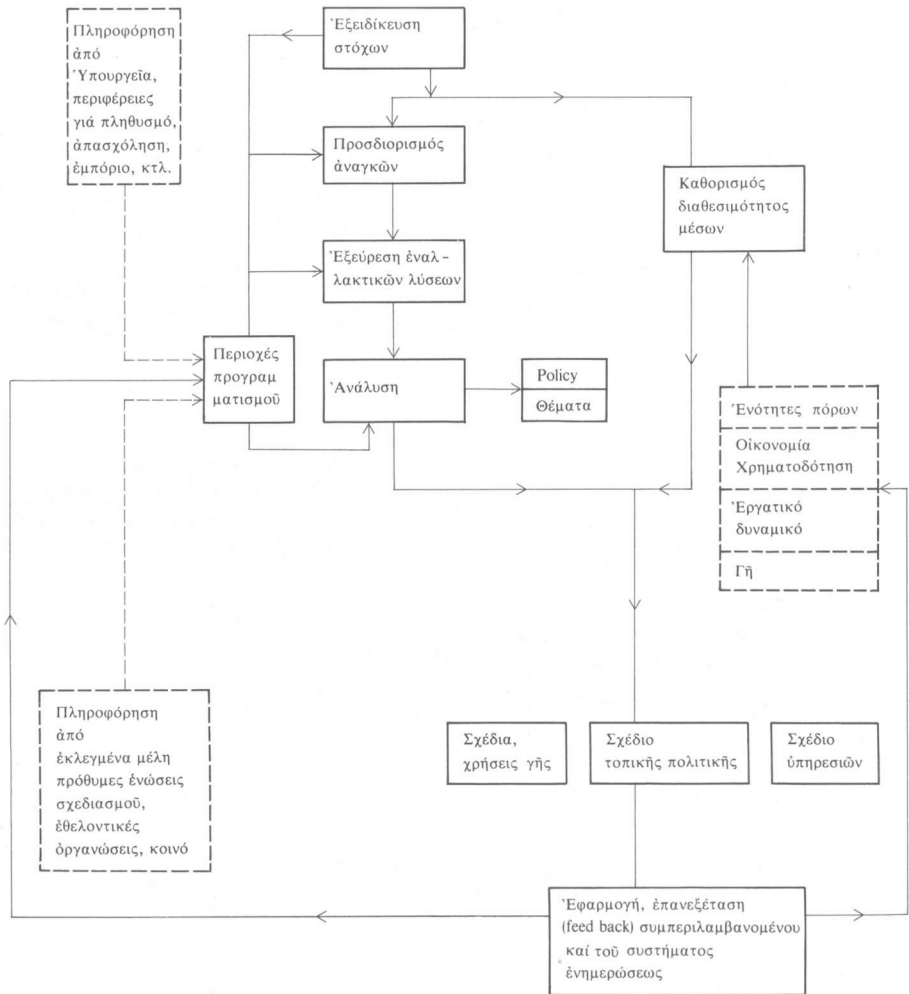 Πληροφόρηση
ἀπό
Ὑπουργεῖα,
περιφέρειες
γιά πληθυσμό,
ἀπασχόληση,
ἐμπόριο, κτλ.
Ἐξειδίκευση
στόχων
Προσδιορισμός
ἀναγκῶν
Καθορισμός
διαθεσιμότητος
μέσων
Ἐξεύρεση ἐναλ-
λακτικῶν λύσεων
Περιοχές
προγραμ
ματισμοῦ
Ἀνάλυση
Policy
Θέματα
Ἑνότητες πόρων
Οἰκονομία
Χρηματοδότηση
Ἐργατικό
δυναμικό
Γῆ
Πληροφόρηση
ἀπό
ἐκλεγμένα μέλη
πρόθυμες ἑνώσεις
σχεδιασμοῦ,
ἐθελοντικές
ὀργανώσεις, κοινό
Σχέδια,
χρήσεις γῆς
Σχέδιο
τοπικῆς πολιτικῆς
Σχέδιο
ὑπηρεσιῶν
Ἐφαρμογή, ἐπανεξέταση
(feed back) συμπεριλαμβανομένου
καί τοῦ συστήματος
ἐνημερώσεως